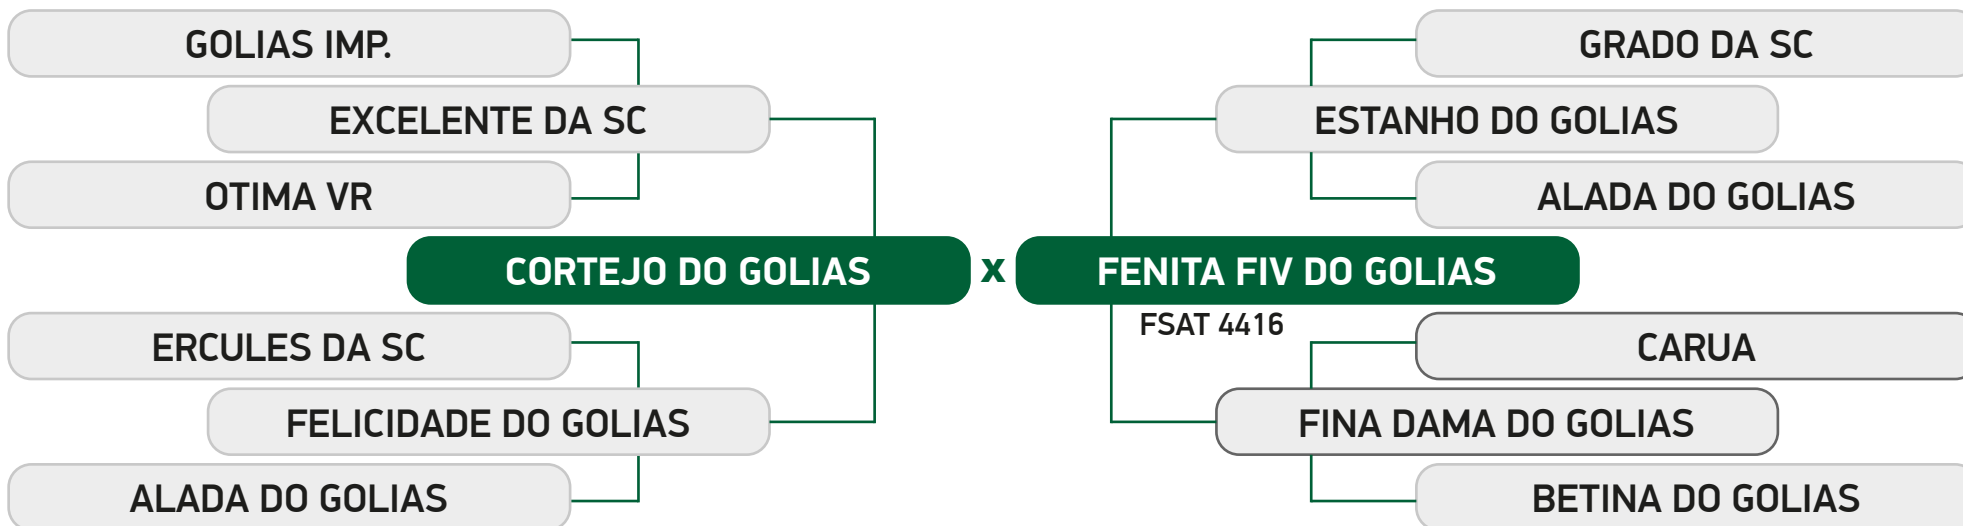 GOLIAS IMP.
EXCELENTE DA SC
OTIMA VR
CORTEJO DO GOLIAS
ERCULES DA SC
FELICIDADE DO GOLIAS
ALADA DO GOLIAS
x
GRADO DA SC
ESTANHO DO GOLIAS
ALADA DO GOLIAS
FENITA FIV DO GOLIAS
FSAT 4416
CARUA
FINA DAMA DO GOLIAS
BETINA DO GOLIAS